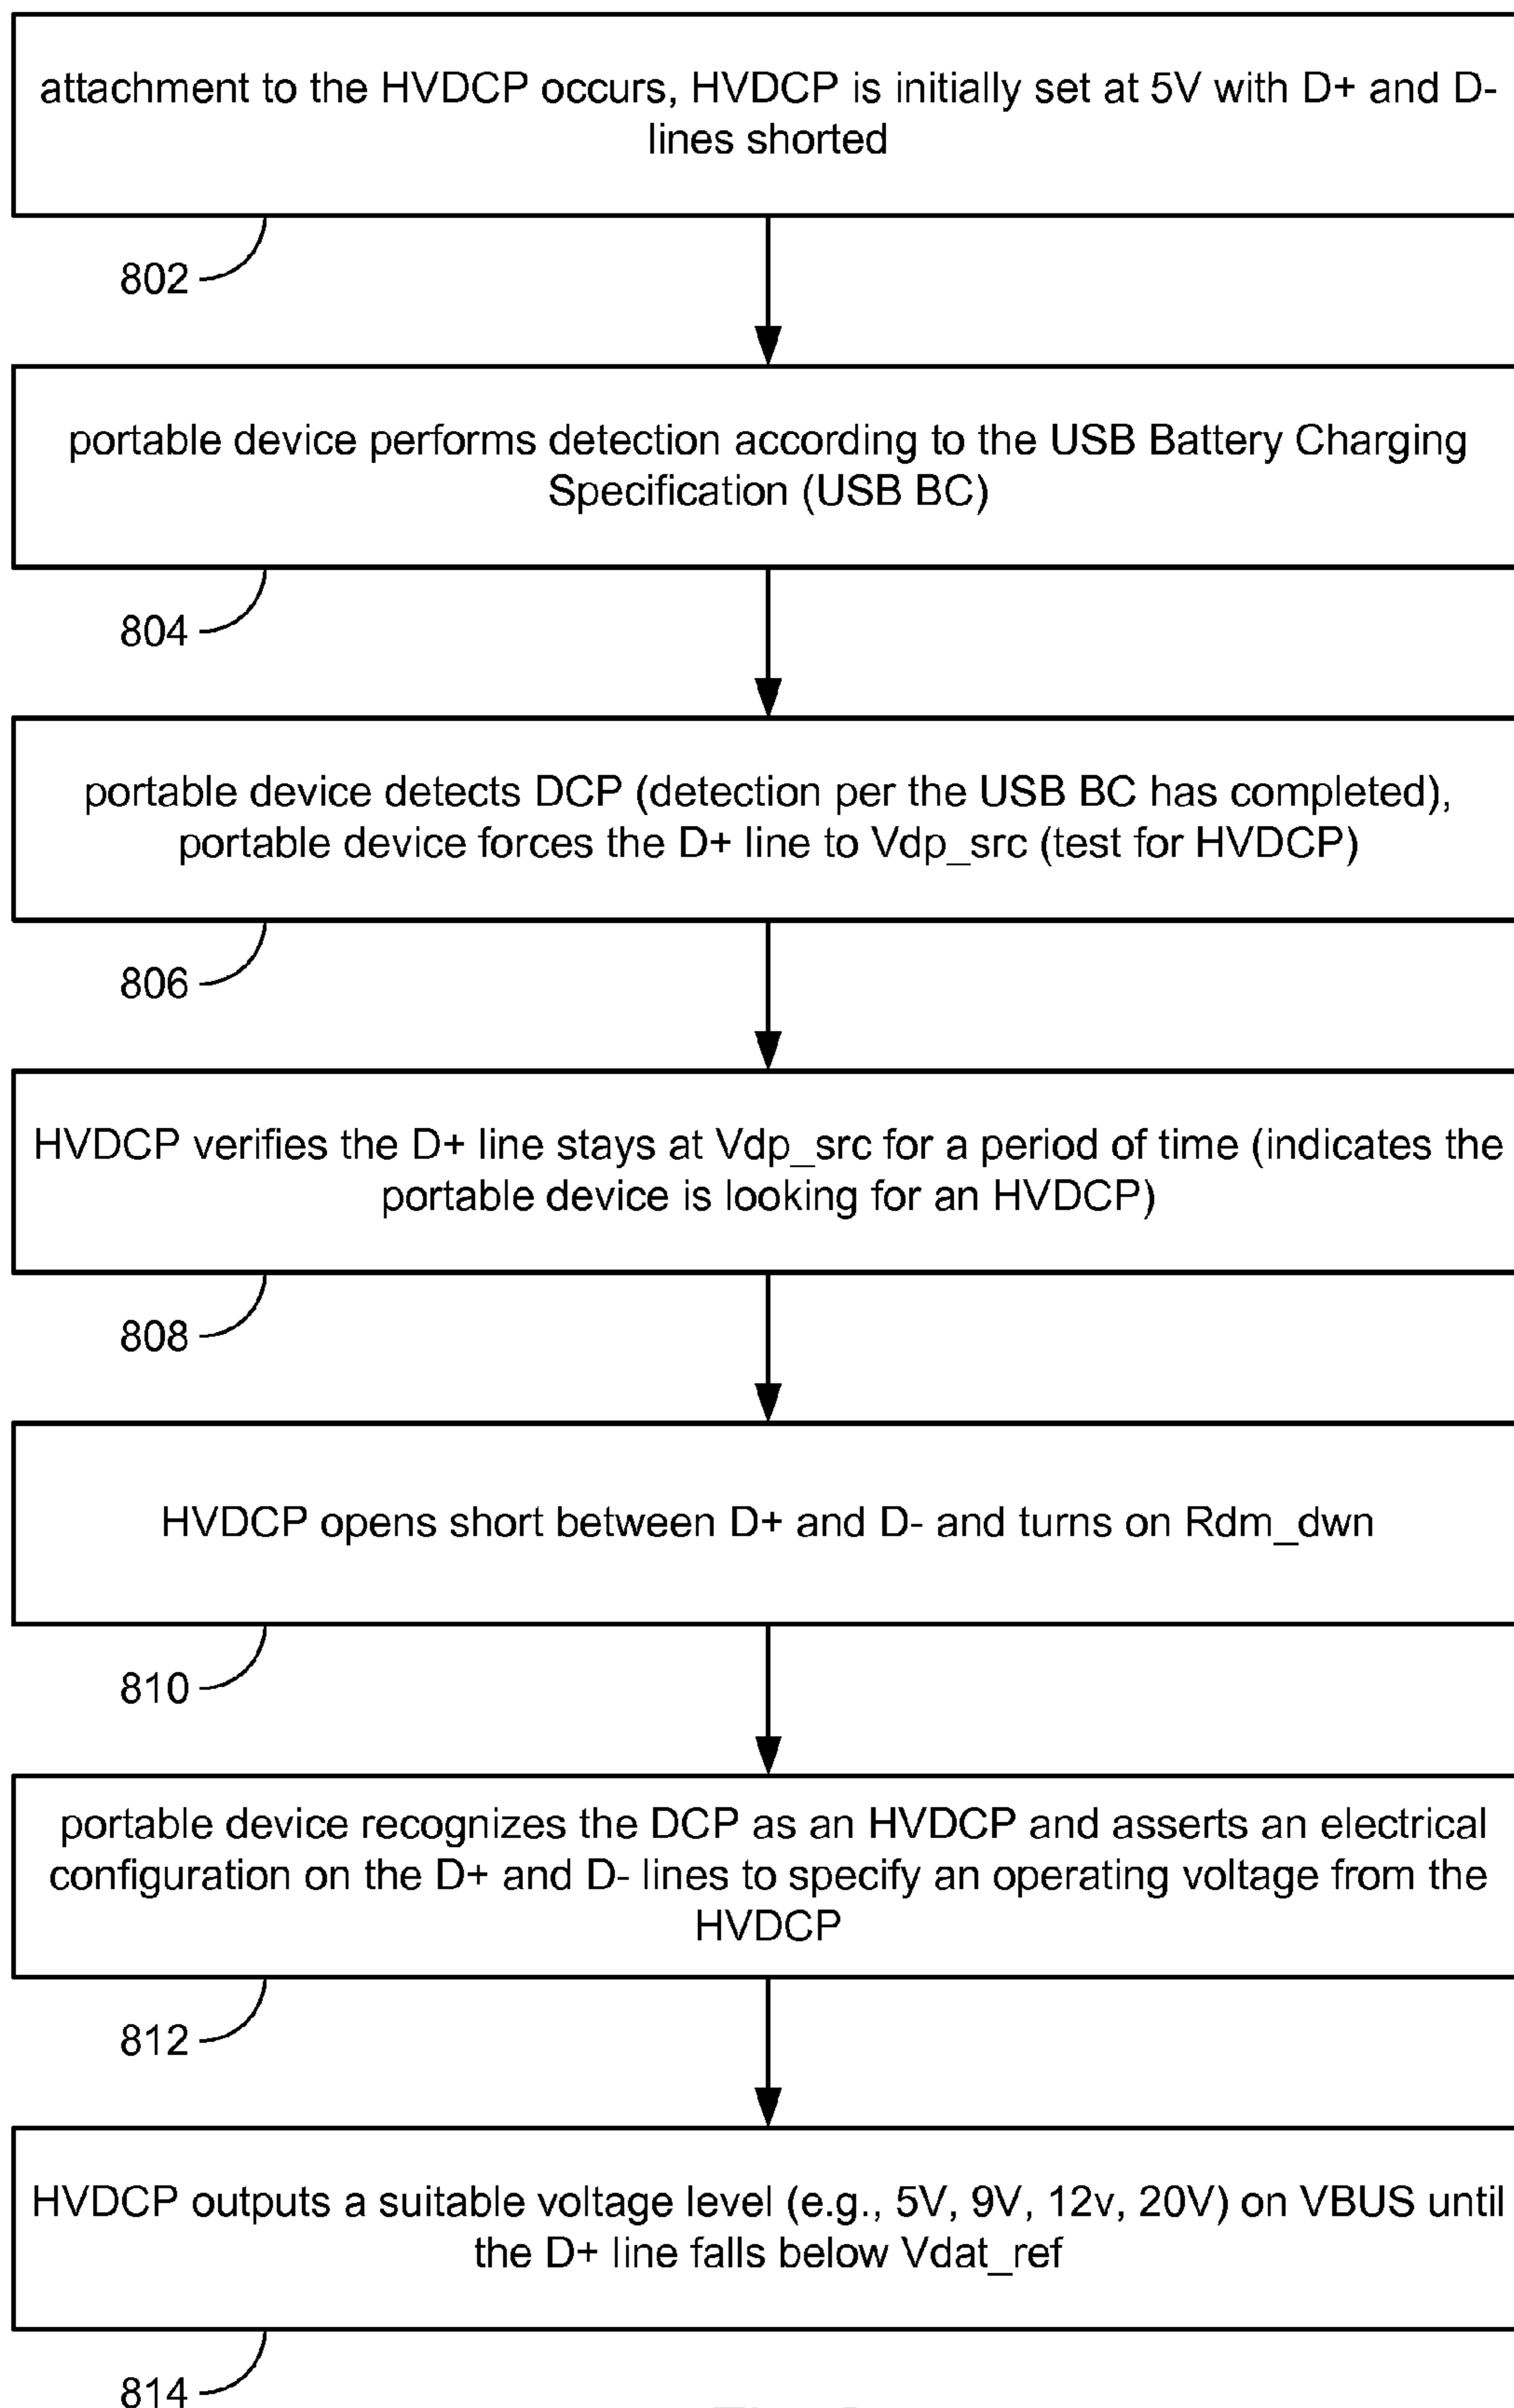 attachment to the HVDCP occurs, HVDCP is initially set at 5V with D+ and D-
lines shorted
802
portable device performs detection according to the USB Battery Charging
Specification (USB BC)
804
portable device detects DCP (detection per the USB BC has completed),
portable device forces the D+ line to Vdp_src (test for HVDCP)
806
HVDCP verifies the D+ line stays at Vdp_src for a period of time (indicates the
portable device is looking for an HVDCP)
808
HVDCP opens short between D+ and D- and turns on Rdm_dwn
810
portable device recognizes the DCP as an HVDCP and asserts an electrical
configuration on the D+ and D- lines to specify an operating voltage from the
HVDCP
812
HVDCP outputs a suitable voltage level (e.g., 5V, 9V, 12v, 20V) on VBUS until
the D+ line falls below Vdat_ref
814